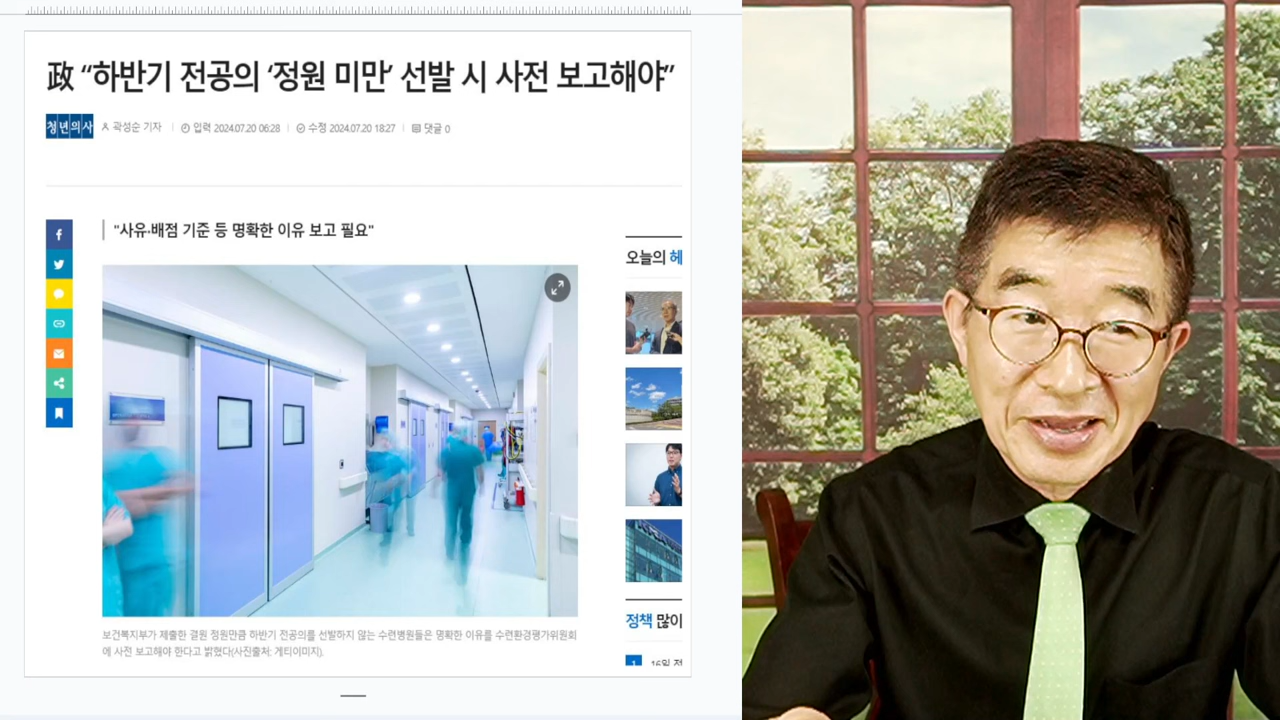 政 “하반기 전공의 ‘정원 미만’ 선발 시 사전 보고해야”
청년의사 곽성순 기자 입력 2024.07.20 06:28 수정 2024.07.20 18:27 댓글 0
"사유·배점 기준 등 명확한 이유 보고 필요"
오늘의 헤
보건복지부가 제출한 결원 정원만큼 하반기 전공의를 선발하지 않는 수련병원들은 명확한 이유를 수련환경평가위원회
에 사전 보고해야 한다고 밝혔다(사진출처: 게티이미지).
정책 많이
1